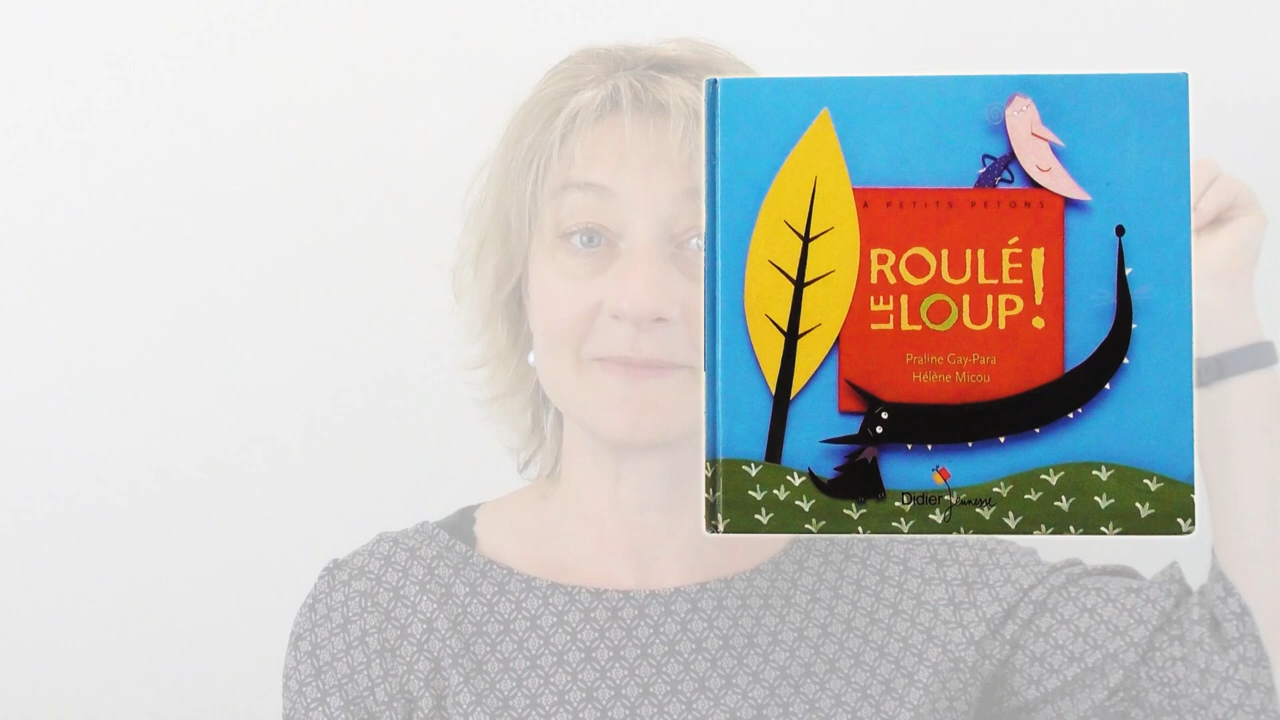 À PETITS PETONS
ROULÉ
LE LOUP!
Praline Gay-Para
Hélène Micou
Didier Jeunesse